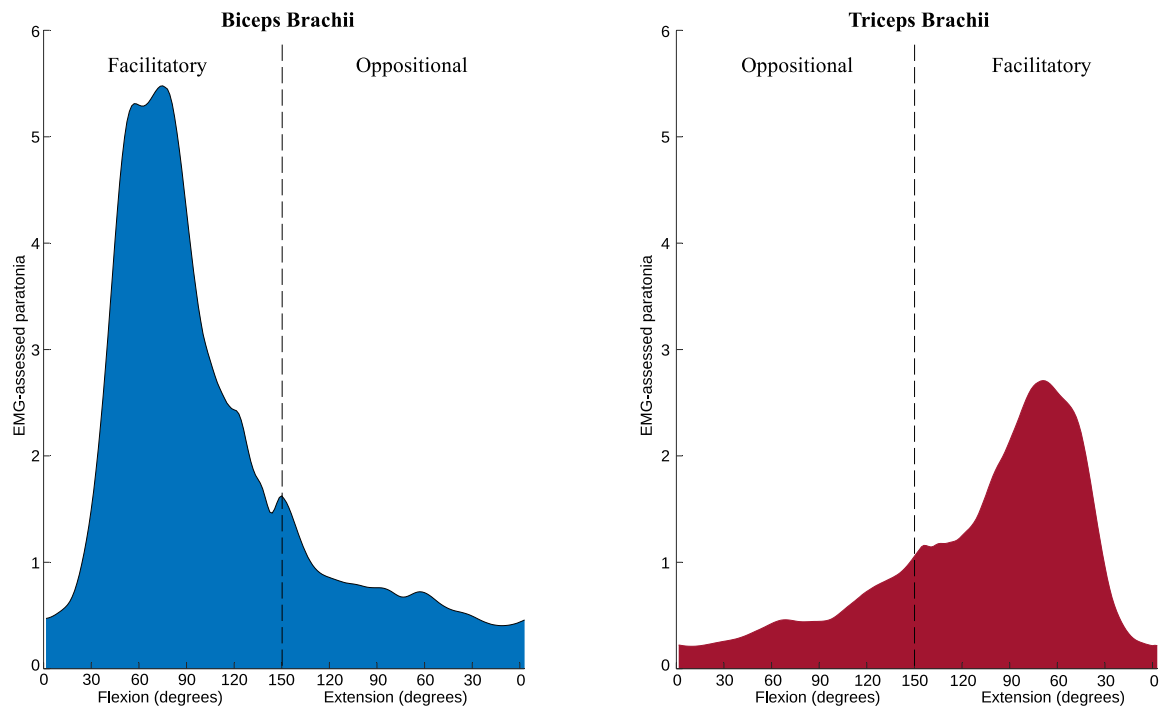 Biceps Brachii
Facilitatory
Oppositional
EMG-assessed paratonia
6
5
4
3
2
1
0
0 30 60 90 120 150 120 90 60 30 0
Flexion (degrees) Extension (degrees)
Triceps Brachii
Oppositional
Facilitatory
EMG-assessed paratonia
6
5
4
3
2
1
0
0 30 60 90 120 150 120 90 60 30 0
Flexion (degrees) Extension (degrees)